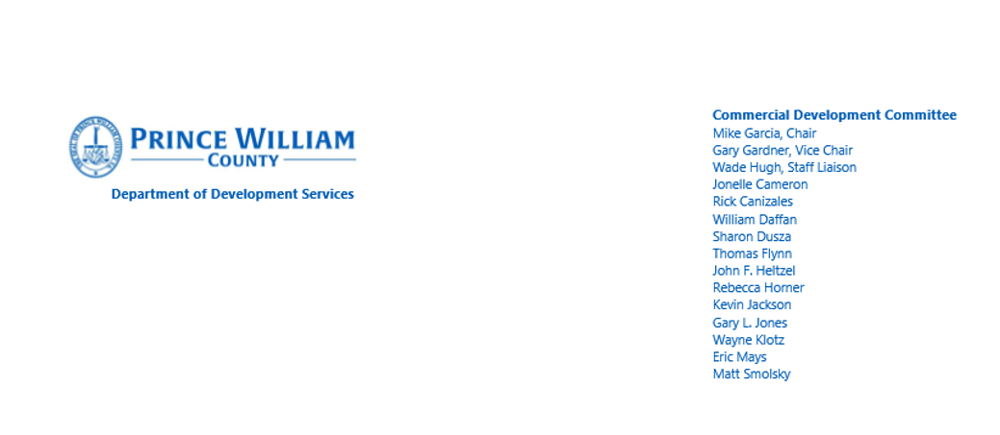 PRINCE WILLIAM
COUNTY
Department of Development Services
Commercial Development Committee
Mike Garcia, Chair
Gary Gardner, Vice Chair
Wade Hugh, Staff Liaison
Jonelle Cameron
Rick Canizales
William Daffan
Sharon Dusza
Thomas Flynn
John F. Heltzel
Rebecca Horner
Kevin Jackson
Gary L. Jones
Wayne Klotz
Eric Mays
Matt Smolsky